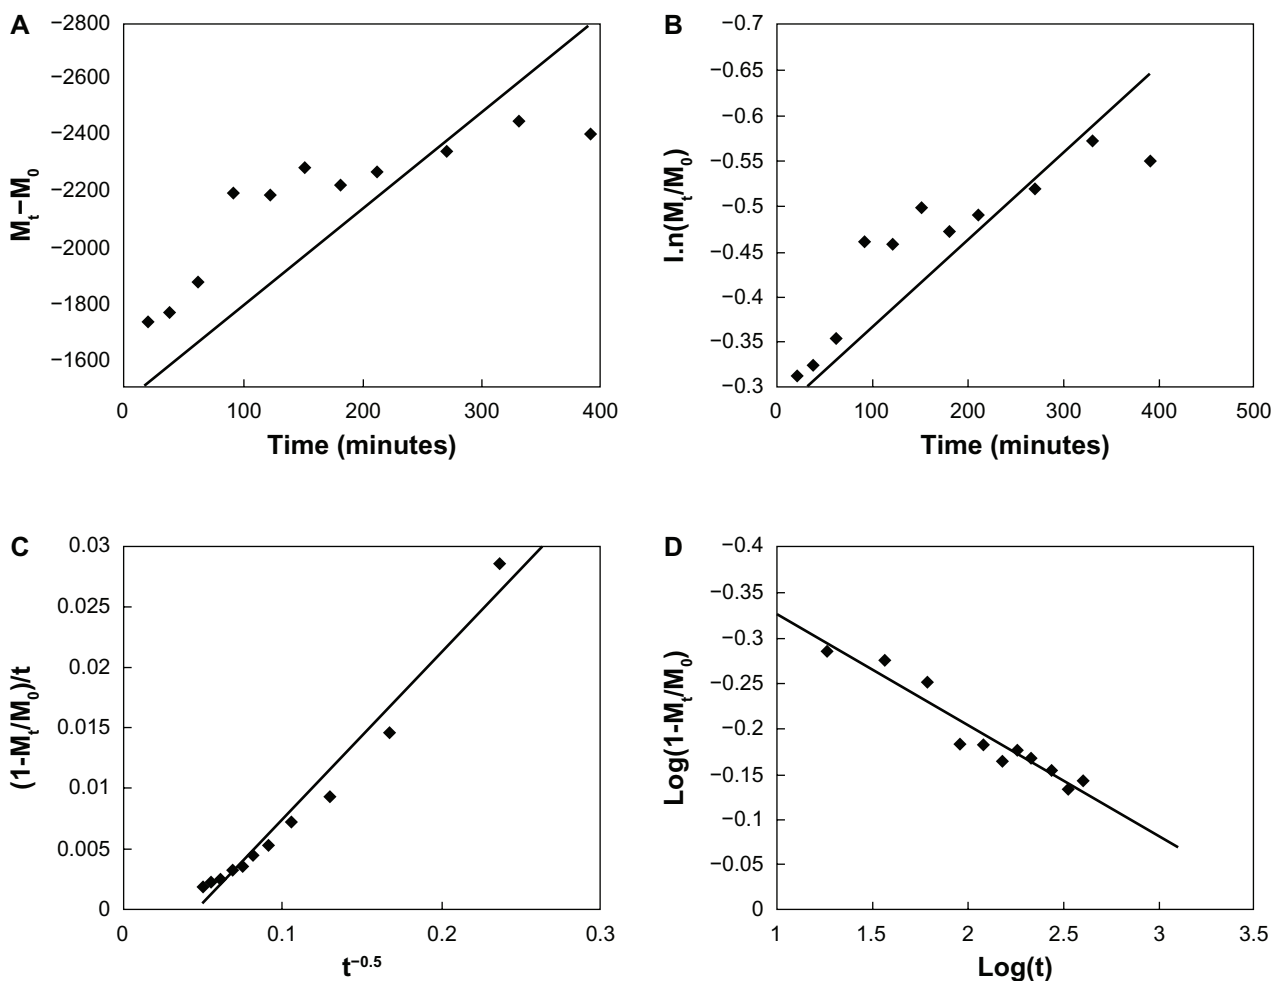 A
−2800
−2600
−2400
−2200
−2000
−1800
−1600
Mt−M0
0 100 200 300 400
Time (minutes)
B
−0.7
−0.65
−0.6
−0.55
−0.5
−0.45
−0.4
−0.35
−0.3
I.n(Mt/M0)
0 100 200 300 400 500
Time (minutes)
C
0.03
0.025
0.02
0.015
0.01
0.005
0
(1-Mt/M0)/t
0 0.1 0.2 0.3
t−0.5
D
−0.4
−0.35
−0.3
−0.25
−0.2
−0.15
−0.1
−0.05
0
Log(1-Mt/M0)
1 1.5 2 2.5 3 3.5
Log(t)